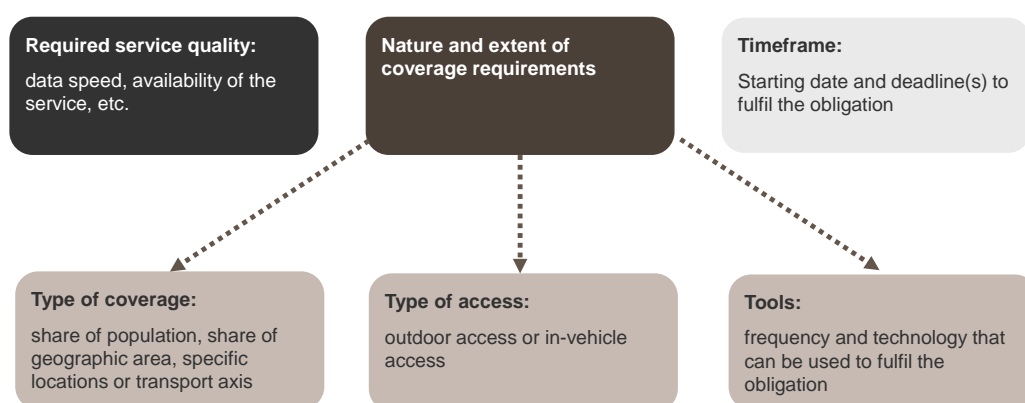 Required service quality:
data speed, availability of the
service, etc.
Nature and extent of
coverage requirements
Timeframe:
Starting date and deadline(s) to
fulfil the obligation
Type of coverage:
share of population, share of
geographic area, specific
locations or transport axis
Type of access:
outdoor access or in-vehicle
access
Tools:
frequency and technology that
can be used to fulfil the
obligation